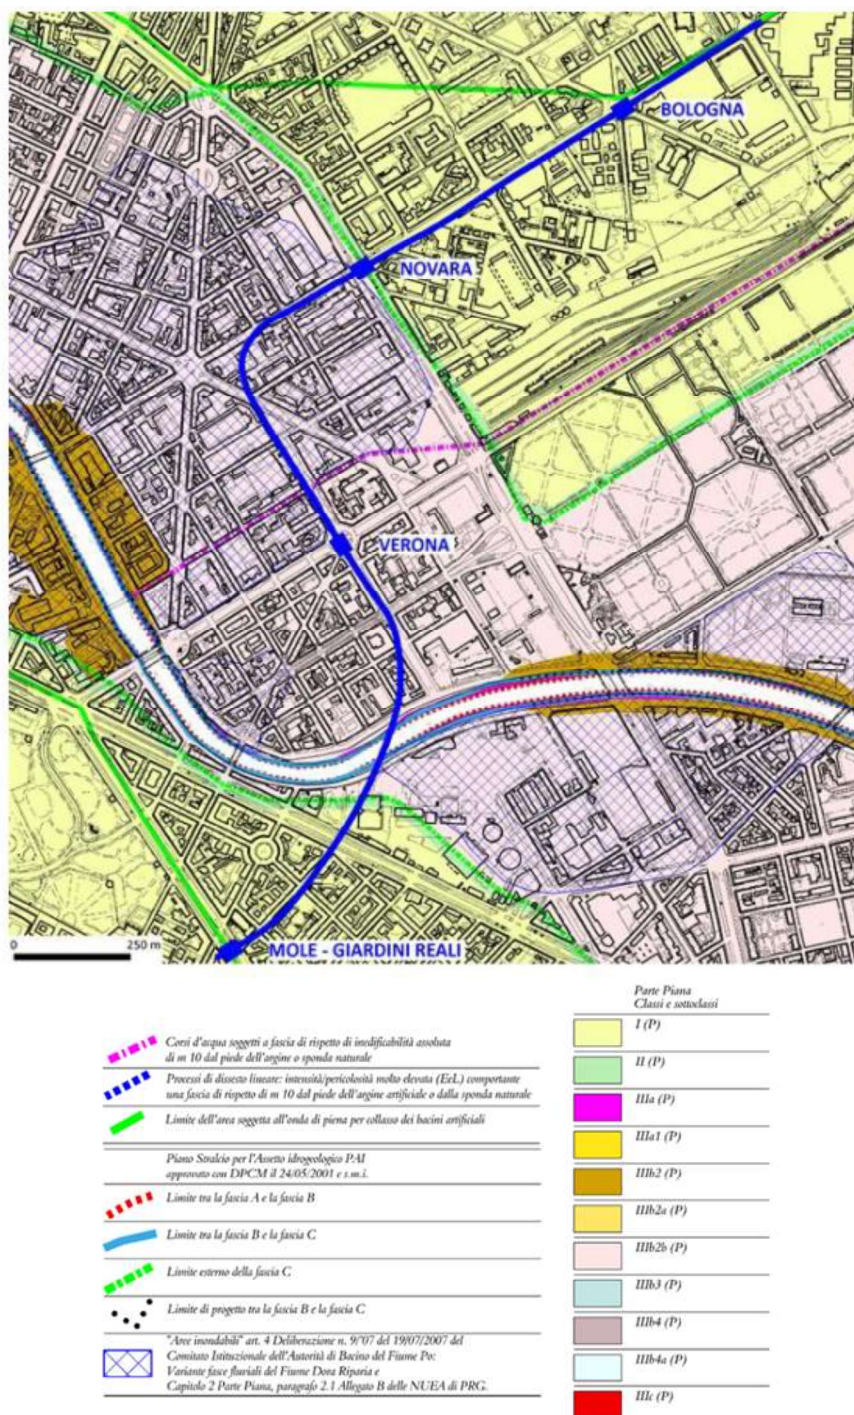 BOLOGNA
NOVARA
VERONA
0 250 m
MOLE - GIARDINI REALI
Parte Piana
Classi e sottoclassi
I (P)
II (P)
IIIa (P)
IIIa1 (P)
IIIb2 (P)
IIIb2a (P)
IIIb2b (P)
IIIb3 (P)
IIIb4 (P)
IIIb4a (P)
IIIc (P)
Corsi d'acqua soggetti a fascia di rispetto di inedificabilità assoluta
di m 10 dal piede dell'argine o sponda naturale
Processi di dissesto lineare: intensità/pericolosità molto elevata (EeL) comportante
una fascia di rispetto di m 10 dal piede dell'argine artificiale o dalla sponda naturale
Limite dell'area soggetta all'onda di piena per collasso dei bacini artificiali
Piano Stralcio per l'Assetto idrogeologico PAI
approvato con DPCM il 24/05/2001 e s.m.i.
Limite tra la fascia A e la fascia B
Limite tra la fascia B e la fascia C
Limite esterno della fascia C
Limite di progetto tra la fascia B e la fascia C
"Aree inondabili" art. 4 Deliberazione n. 9/'07 del 19/07/2007 del
Comitato Istituzionale dell'Autorità di Bacino del Fiume Po:
Variante fasce fluviali del Fiume Dora Riparia e
Capitolo 2 Parte Piana, paragrafo 2.1 Allegato B delle NUEA di PRG.